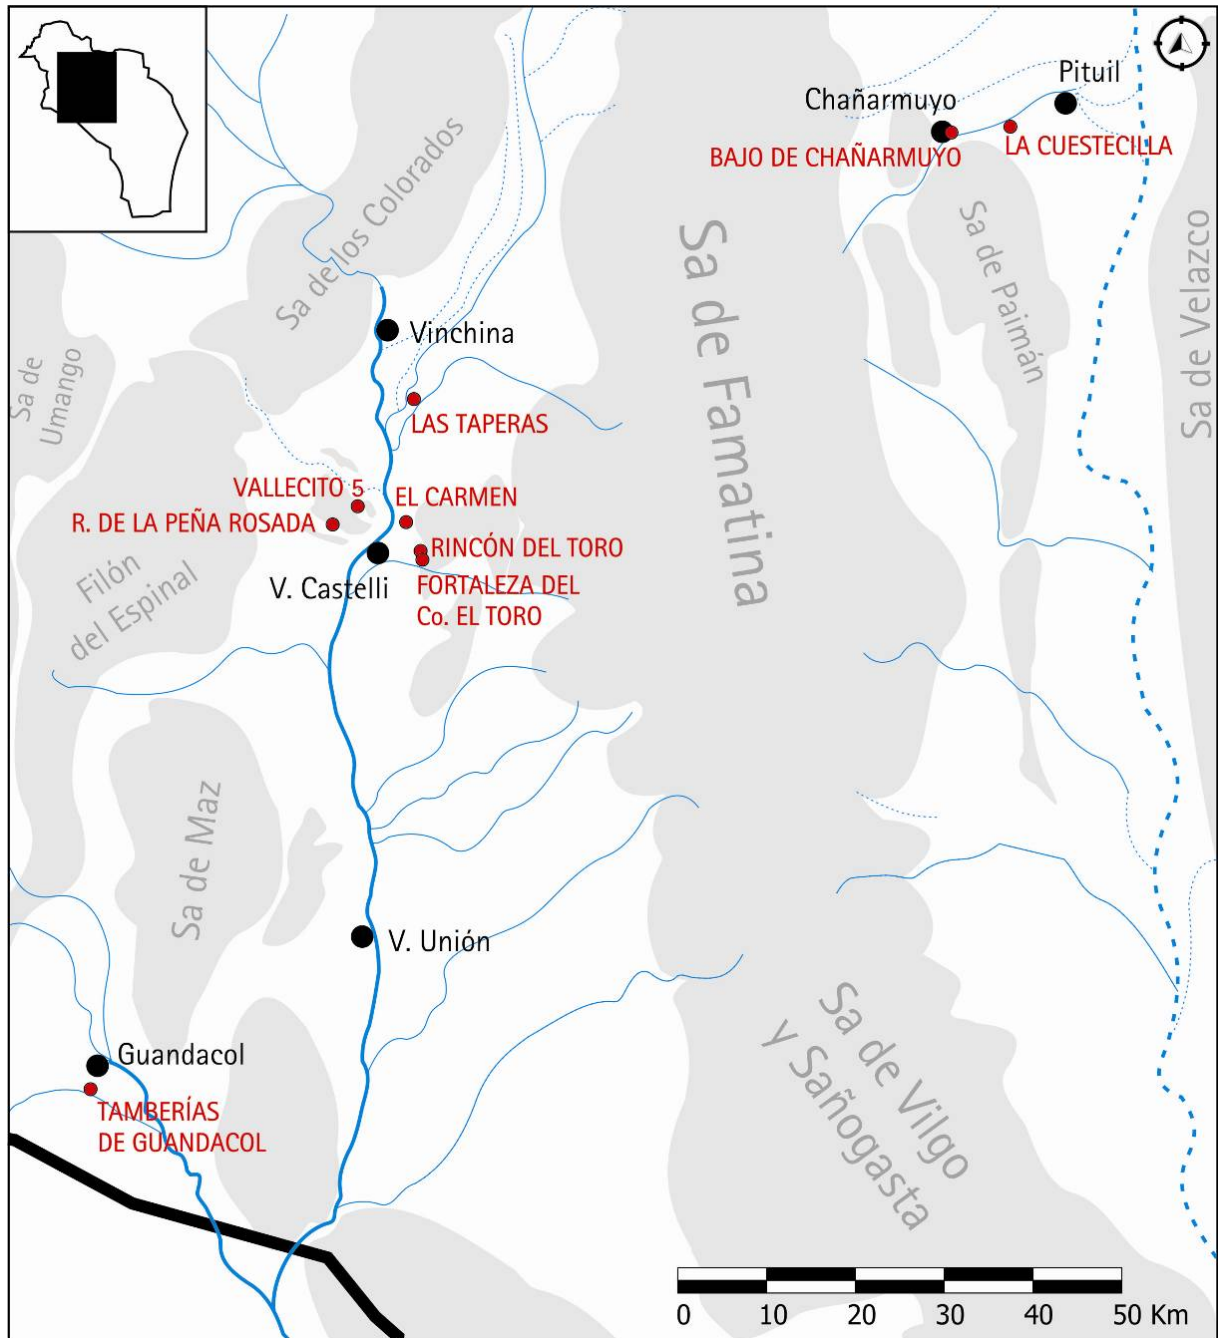 Pituil
Chañarmuyo
BAJO DE CHAÑARMUYO
LA CUESTECILLA
Sa de los Colorados
Sa de Famatina
Sa de Paimán
Sa de Velazco
Vinchina
Sa de
Umango
LAS TAPERAS
VALLECITO 5
EL CARMEN
R. DE LA PEÑA ROSADA
RINCÓN DEL TORO
V. Castelli
FORTALEZA DEL
Co. EL TORO
Filón
del Espinal
Sa de Maz
V. Unión
Sa de Vilgo
y Sañogasta
Guandacol
TAMBERÍAS
DE GUANDACOL
0 10 20 30 40 50 Km